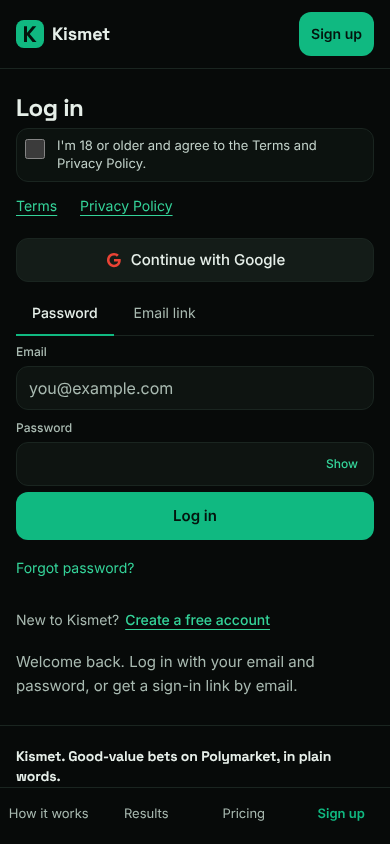 K Kismet
Sign up
Log in
I'm 18 or older and agree to the Terms and
Privacy Policy.
Terms Privacy Policy
G Continue with Google
Password Email link
Email
you@example.com
Password
Show
Log in
Forgot password?
New to Kismet? Create a free account
Welcome back. Log in with your email and
password, or get a sign-in link by email.
Kismet. Good-value bets on Polymarket, in plain
words.
How it works Results Pricing Sign up